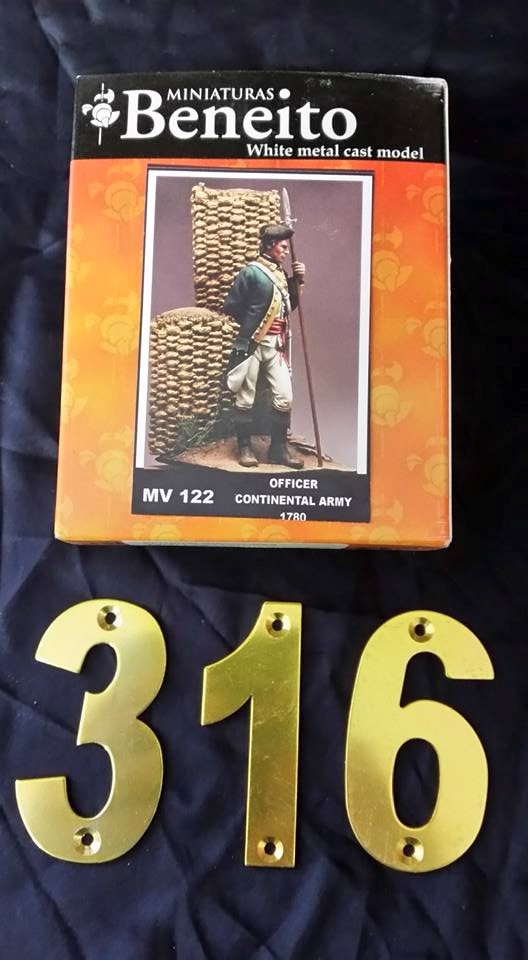 MINIATURAS
Beneito
White metal cast model
MV 122
OFFICER
CONTINENTAL ARMY
1780
316